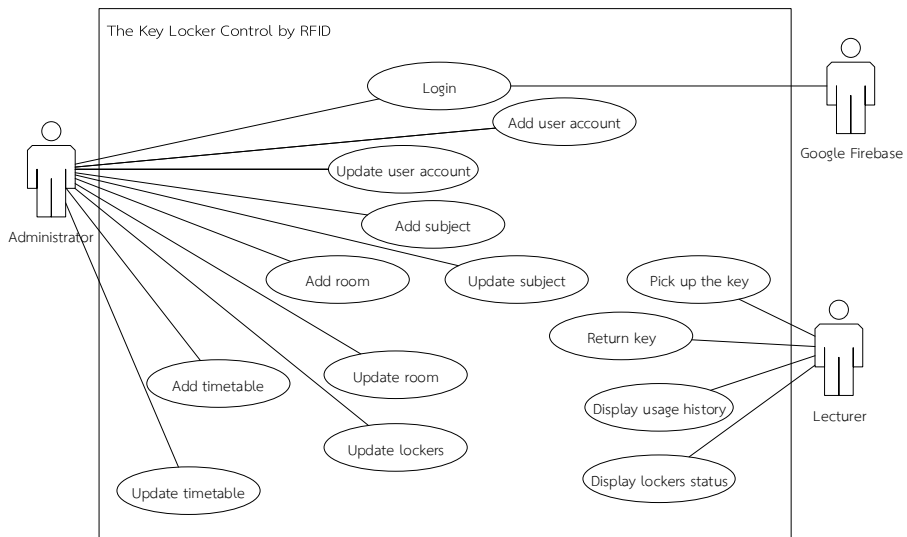 The Key Locker Control by RFID
Login
Add user account
Google Firebase
Update user account
Administrator
Add subject
Add room
Update subject
Pick up the key
Return key
Update room
Add timetable
Display usage history
Lecturer
Update lockers
Display lockers status
Update timetable